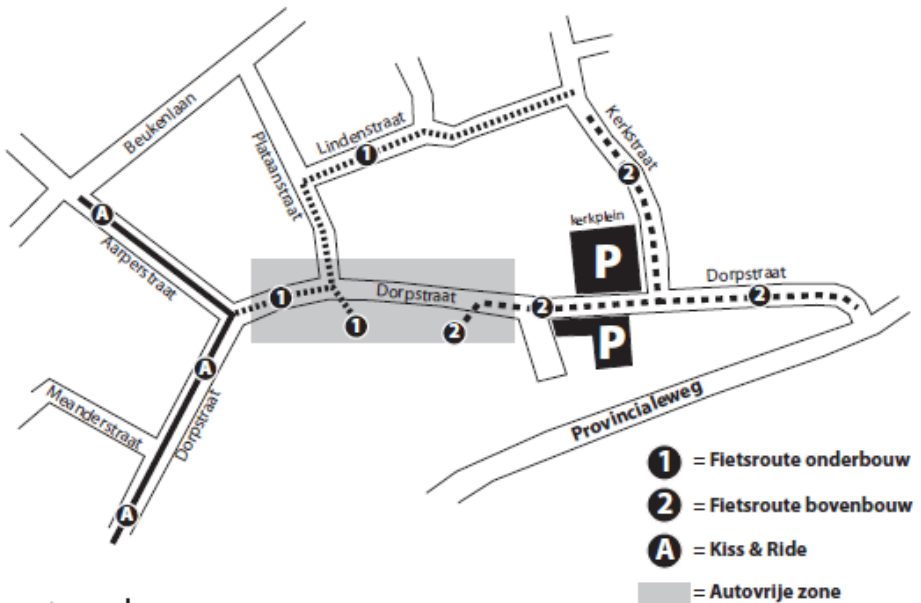 Beukenlaan
Plataanstraat
Lindenstraat
1
Kerkstraat
2
A
Aarperstraat
kerkplein
P
1
Dorpstraat
Dorpstraat
2
2
1
2
P
A
Meanderstraat
Dorpstraat
Provincialeweg
A
1 = Fietsroute onderbouw
2 = Fietsroute bovenbouw
A = Kiss & Ride
= Autovrije zone